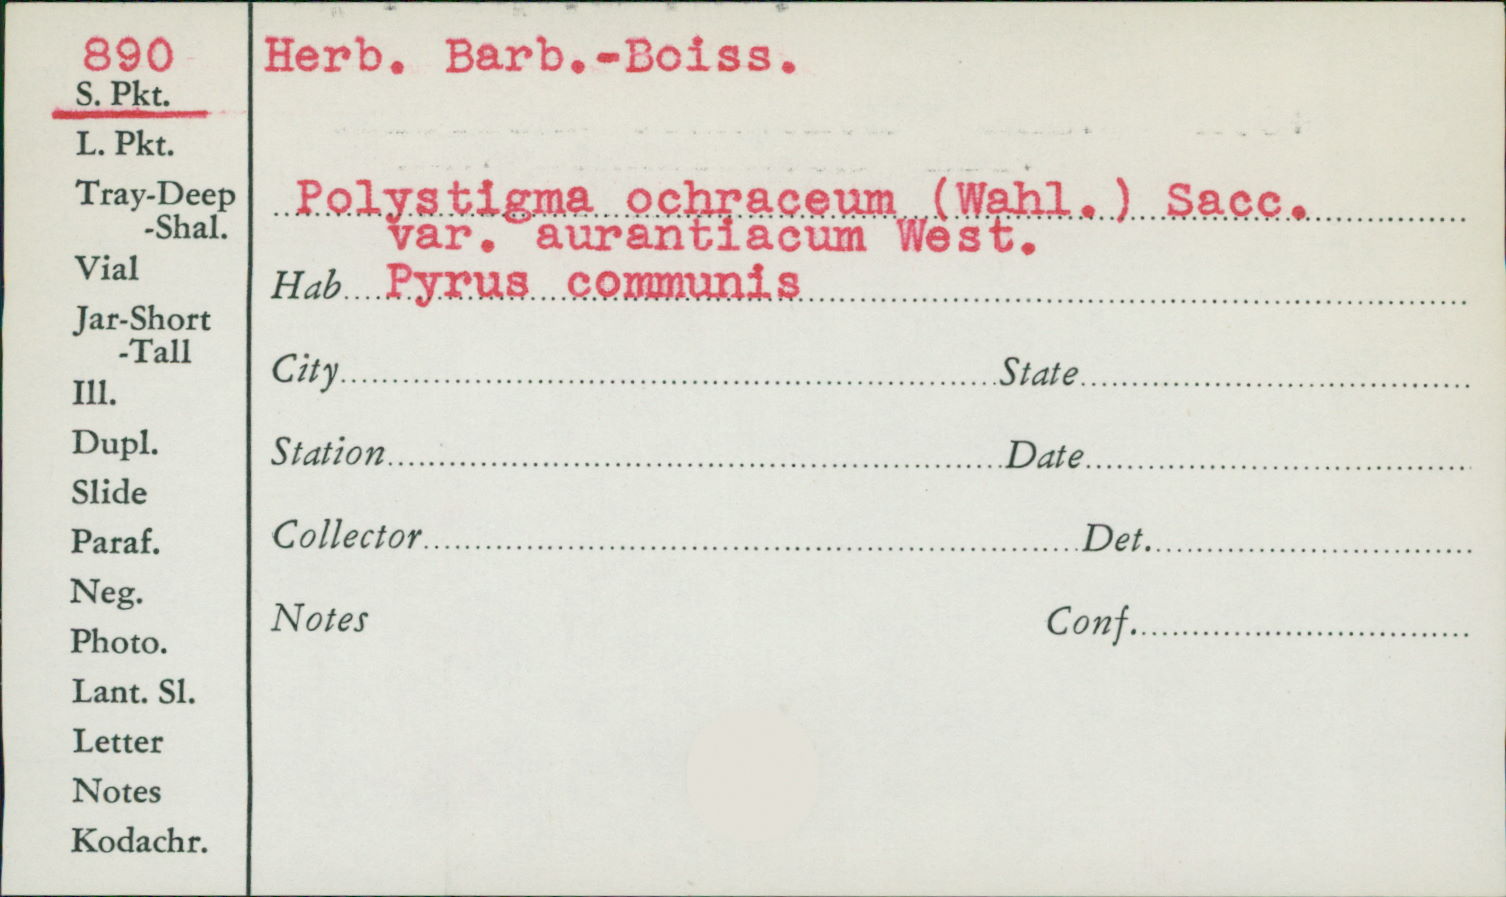 890
S. Pkt.
L. Pkt.
Tray-Deep
-Shal.
Vial
Jar-Short
-Tall
Ill.
Dupl.
Slide
Paraf.
Neg.
Photo.
Lant. Sl.
Letter
Notes
Kodachr.
Herb. Barb.-Boiss.
Polystigma ochraceum (Wahl.) Sacc.
var. aurantiacum West.
Hab. Pyrus communis
City State
Station Date
Collector Det.
Notes Conf.